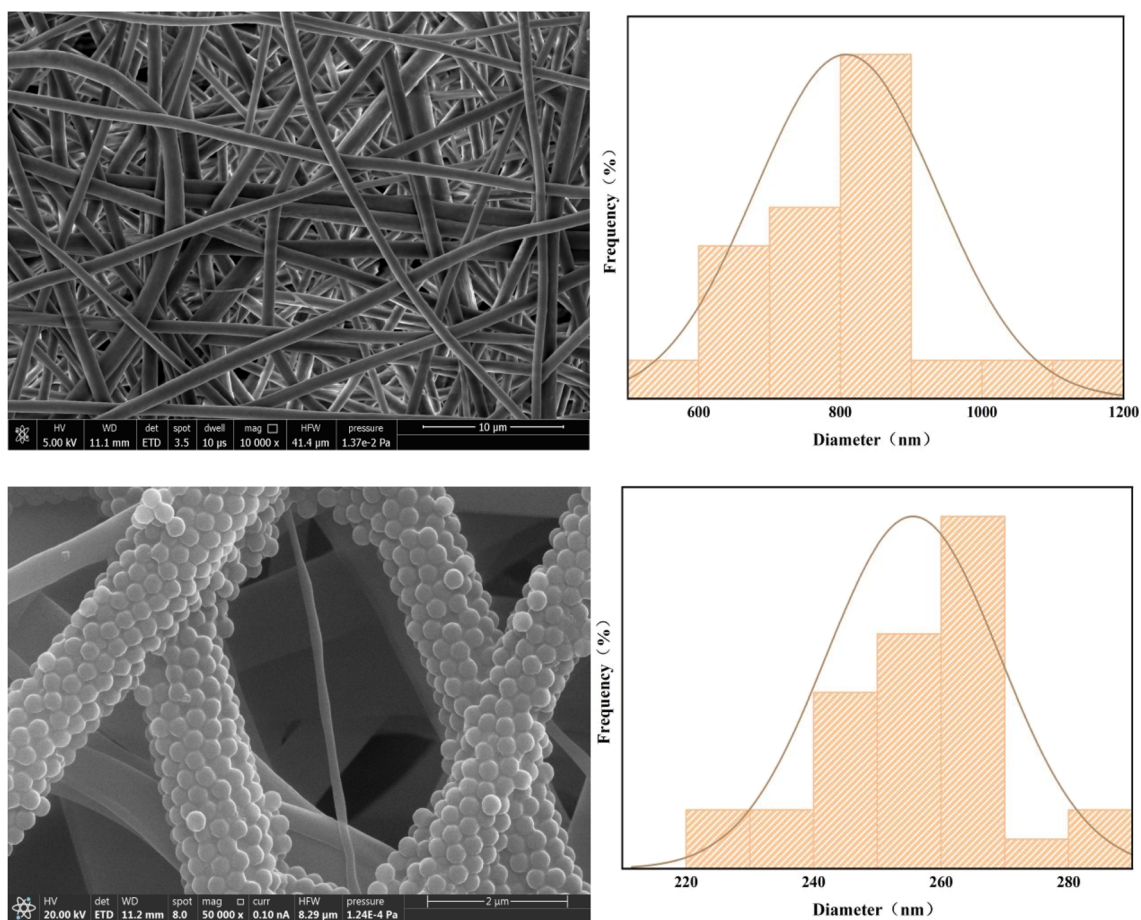 Frequency (%)
600 800 1000 1200
Diameter (nm)
HV WD det spot dwell mag HFW pressure
5.00 kV 11.1 mm ETD 3.5 10 µs 10 000 x 41.4 µm 1.37e-2 Pa
10 µm
Frequency (%)
220 240 260 280
Diameter (nm)
HV det WD spot mag curr HFW pressure
20.00 kV ETD 11.2 mm 8.0 50 000 x 0.10 nA 8.29 µm 1.24E-4 Pa
2 µm